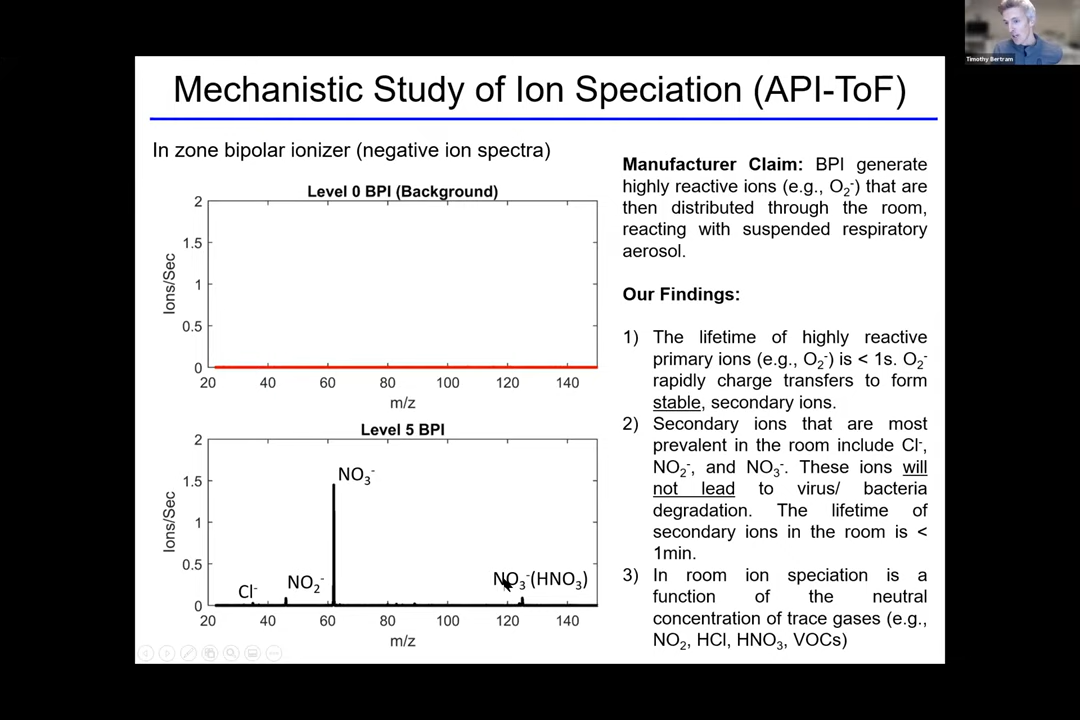 Timothy Bertram
Mechanistic Study of Ion Speciation (API-ToF)
In zone bipolar ionizer (negative ion spectra)
Level 0 BPI (Background)
2
1.5
1
0.5
0
Ions/Sec
20 40 60 80 100 120 140
m/z
Level 5 BPI
2
1.5
1
0.5
0
Ions/Sec
NO₃⁻
Cl⁻
NO₂⁻
NO₃⁻(HNO₃)
20 40 60 80 100 120 140
m/z
Manufacturer Claim: BPI generate
highly reactive ions (e.g., O₂⁻) that are
then distributed through the room,
reacting with suspended respiratory
aerosol.
Our Findings:
1) The lifetime of highly reactive
primary ions (e.g., O₂⁻) is < 1s. O₂⁻
rapidly charge transfers to form
stable, secondary ions.
2) Secondary ions that are most
prevalent in the room include Cl⁻,
NO₂⁻, and NO₃⁻. These ions will
not lead to virus/ bacteria
degradation. The lifetime of
secondary ions in the room is <
1min.
3) In room ion speciation is a
function of the neutral
concentration of trace gases (e.g.,
NO₂, HCl, HNO₃, VOCs)